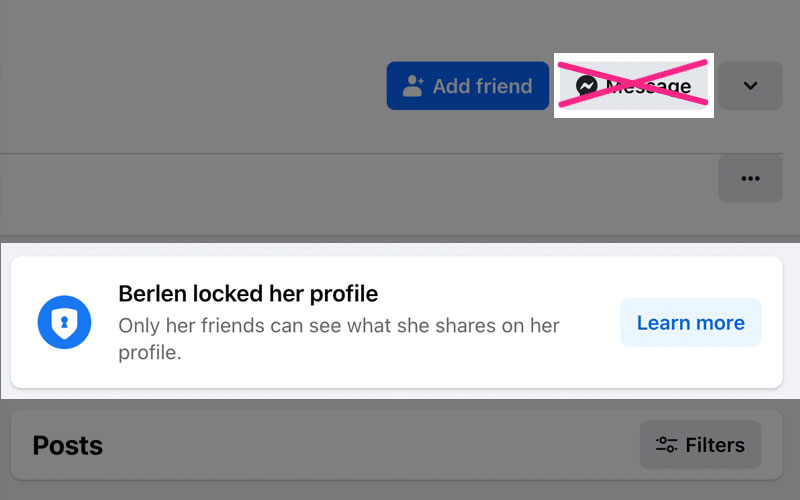 Add friend
Message
Berlen locked her profile
Only her friends can see what she shares on her
profile.
Learn more
Posts
Filters